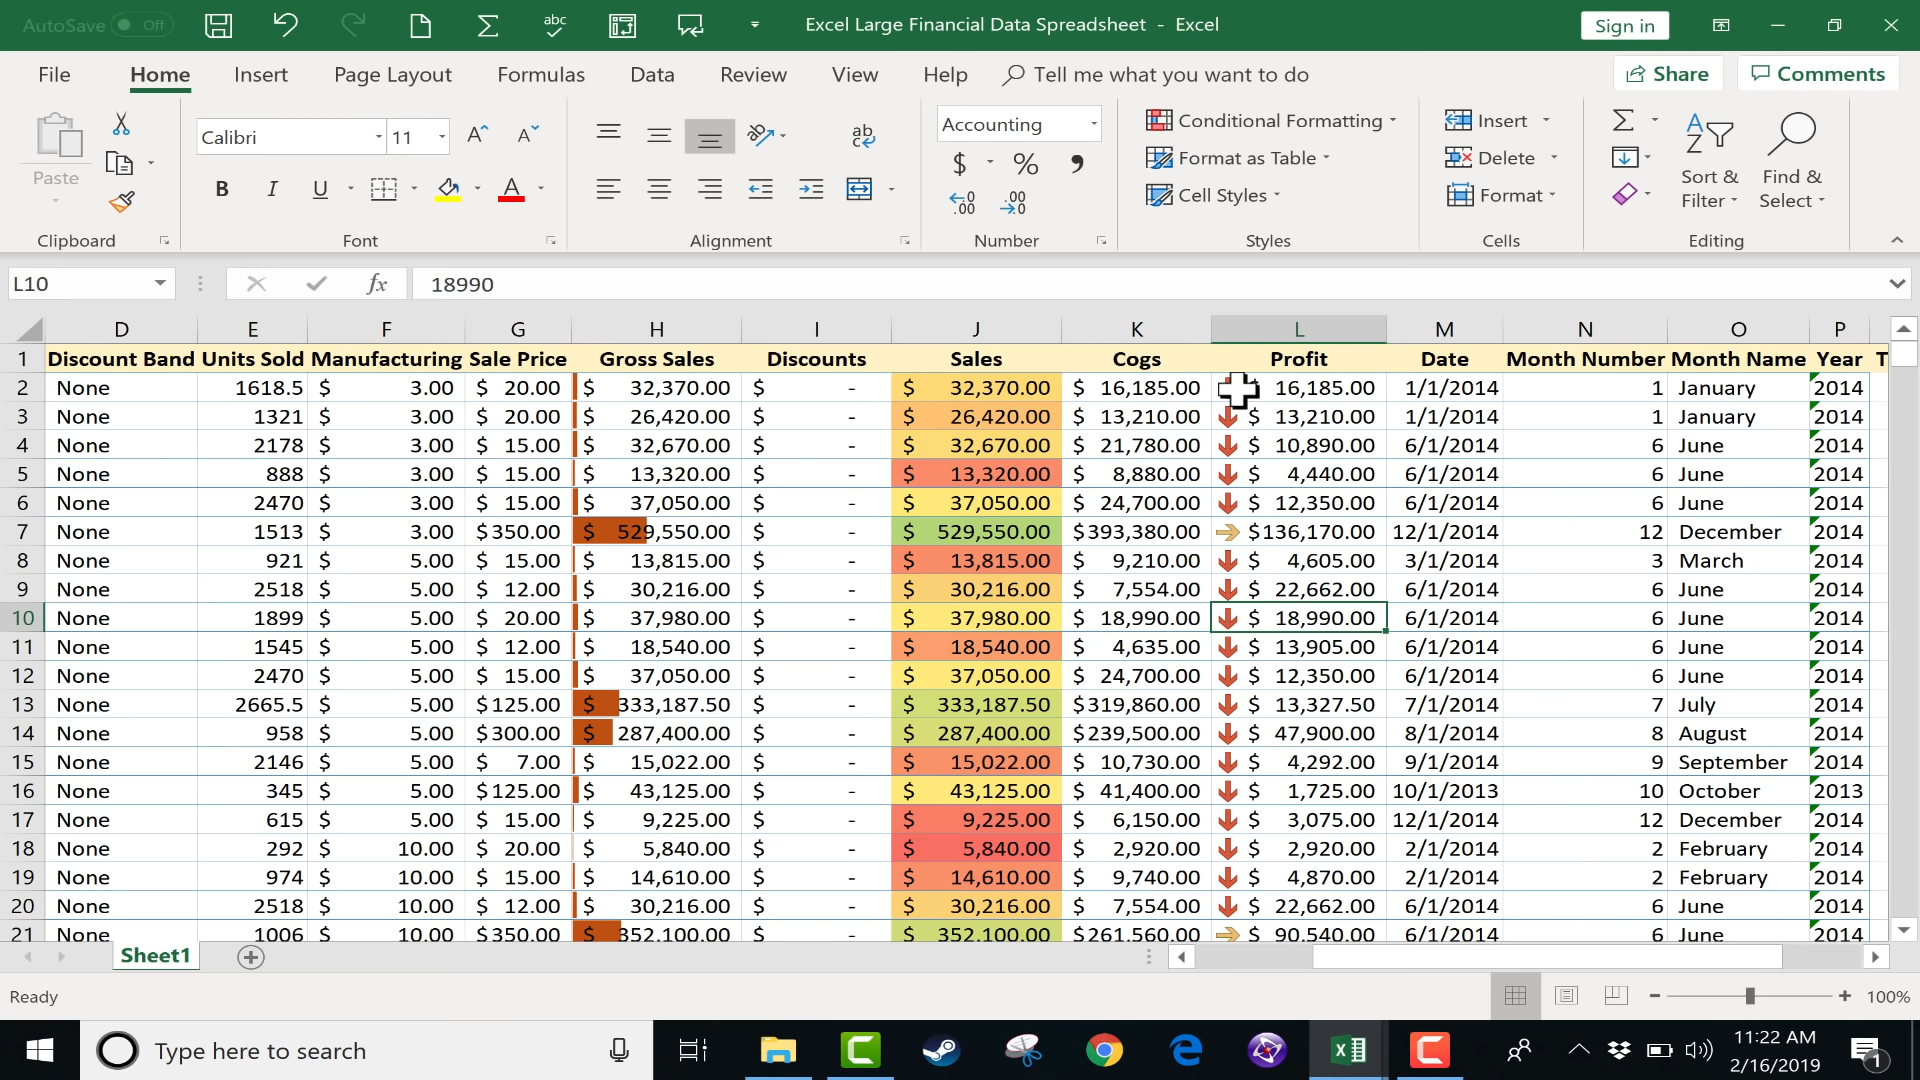 AutoSave Off Excel Large Financial Data Spreadsheet - Excel Sign in
File Home Insert Page Layout Formulas Data Review View Help Tell me what you want to do Share Comments
Paste Calibri 11 Accounting Conditional Formatting Insert
Format as Table Delete
Cell Styles Format
Sort & Filter Find & Select
Clipboard Font Alignment Number Styles Cells Editing
L10 fx 18990
D E F G H I J K L M N O P
1 Discount Band Units Sold Manufacturing Sale Price Gross Sales Discounts Sales Cogs Profit Date Month Number Month Name Year T
2 None 1618.5 $ 3.00 $ 20.00 $ 32,370.00 $ - $ 32,370.00 $ 16,185.00 16,185.00 1/1/2014 1 January 2014
3 None 1321 $ 3.00 $ 20.00 $ 26,420.00 $ - $ 26,420.00 $ 13,210.00 $ 13,210.00 1/1/2014 1 January 2014
4 None 2178 $ 3.00 $ 15.00 $ 32,670.00 $ - $ 32,670.00 $ 21,780.00 $ 10,890.00 6/1/2014 6 June 2014
5 None 888 $ 3.00 $ 15.00 $ 13,320.00 $ - $ 13,320.00 $ 8,880.00 $ 4,440.00 6/1/2014 6 June 2014
6 None 2470 $ 3.00 $ 15.00 $ 37,050.00 $ - $ 37,050.00 $ 24,700.00 $ 12,350.00 6/1/2014 6 June 2014
7 None 1513 $ 3.00 $350.00 $ 529,550.00 $ - $ 529,550.00 $393,380.00 $136,170.00 12/1/2014 12 December 2014
8 None 921 $ 5.00 $ 15.00 $ 13,815.00 $ - $ 13,815.00 $ 9,210.00 $ 4,605.00 3/1/2014 3 March 2014
9 None 2518 $ 5.00 $ 12.00 $ 30,216.00 $ - $ 30,216.00 $ 7,554.00 $ 22,662.00 6/1/2014 6 June 2014
10 None 1899 $ 5.00 $ 20.00 $ 37,980.00 $ - $ 37,980.00 $ 18,990.00 $ 18,990.00 6/1/2014 6 June 2014
11 None 1545 $ 5.00 $ 12.00 $ 18,540.00 $ - $ 18,540.00 $ 4,635.00 $ 13,905.00 6/1/2014 6 June 2014
12 None 2470 $ 5.00 $ 15.00 $ 37,050.00 $ - $ 37,050.00 $ 24,700.00 $ 12,350.00 6/1/2014 6 June 2014
13 None 2665.5 $ 5.00 $125.00 $ 333,187.50 $ - $ 333,187.50 $319,860.00 $ 13,327.50 7/1/2014 7 July 2014
14 None 958 $ 5.00 $300.00 $ 287,400.00 $ - $ 287,400.00 $239,500.00 $ 47,900.00 8/1/2014 8 August 2014
15 None 2146 $ 5.00 $ 7.00 $ 15,022.00 $ - $ 15,022.00 $ 10,730.00 $ 4,292.00 9/1/2014 9 September 2014
16 None 345 $ 5.00 $125.00 $ 43,125.00 $ - $ 43,125.00 $ 41,400.00 $ 1,725.00 10/1/2013 10 October 2013
17 None 615 $ 5.00 $ 15.00 $ 9,225.00 $ - $ 9,225.00 $ 6,150.00 $ 3,075.00 12/1/2014 12 December 2014
18 None 292 $ 10.00 $ 20.00 $ 5,840.00 $ - $ 5,840.00 $ 2,920.00 $ 2,920.00 2/1/2014 2 February 2014
19 None 974 $ 10.00 $ 15.00 $ 14,610.00 $ - $ 14,610.00 $ 9,740.00 $ 4,870.00 2/1/2014 2 February 2014
20 None 2518 $ 10.00 $ 12.00 $ 30,216.00 $ - $ 30,216.00 $ 7,554.00 $ 22,662.00 6/1/2014 6 June 2014
21 None 1006 $ 10.00 $350.00 $ 352,100.00 $ - $ 352,100.00 $261,560.00 $ 90,540.00 6/1/2014 6 June 2014
Sheet1
Ready 100%
Type here to search 11:22 AM
2/16/2019 1